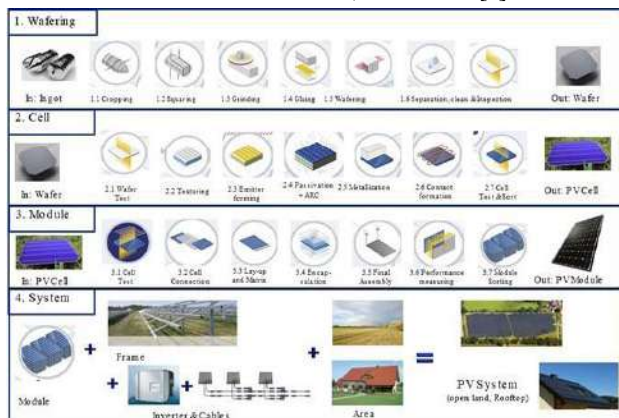 1. Wafering
In: Ingot
1.1 Cropping
1.2 Squaring
1.3 Grinding
1.4 Gluing
1.5 Wafering
1.6 Separation, clean & Inspection
Out: Wafer
2. Cell
In: Wafer
2.1 Wafer
Test
2.2 Texturing
2.3 Emitter
forming
2.4 Passivation
+ ARC
2.5 Metallization
2.6 Contact
formation
2.7 Cell
Test & Sort
Out: PVCell
3. Module
In: PVCell
3.1 Cell
Test
3.2 Cell
Connection
3.3 Lay-up
and Matrix
3.4 Encap-
sulation
3.5 Final
Assembly
3.6 Performance
measuring
3.7 Module
Sorting
Out: PVModule
4. System
Module
+
Frame
+
Inverter & Cables
+
+
Area
=
PV System
(open land, Rooftop)